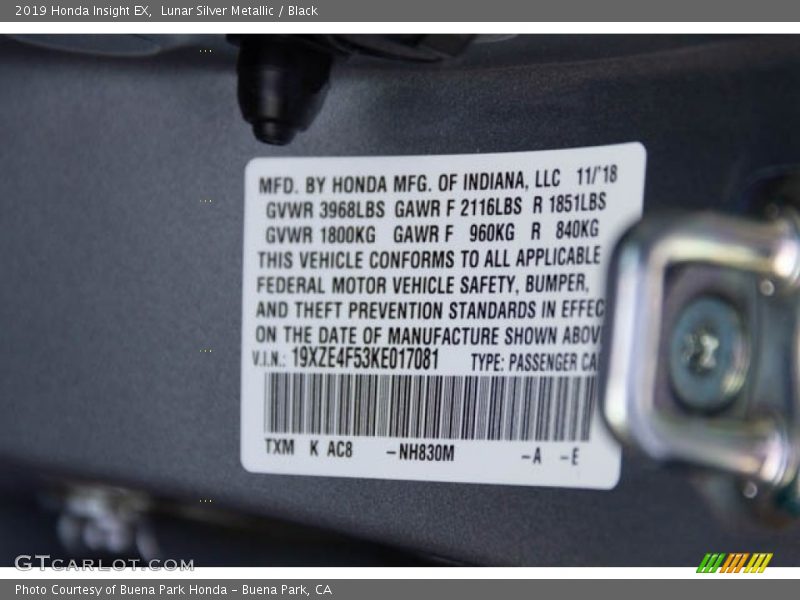 2019 Honda Insight EX, Lunar Silver Metallic / Black
MFD. BY HONDA MFG. OF INDIANA, LLC 11/'18
GVWR 3968LBS GAWR F 2116LBS R 1851LBS
GVWR 1800KG GAWR F 960KG R 840KG
THIS VEHICLE CONFORMS TO ALL APPLICABLE
FEDERAL MOTOR VEHICLE SAFETY, BUMPER,
AND THEFT PREVENTION STANDARDS IN EFFEC
ON THE DATE OF MANUFACTURE SHOWN ABOV
V.I.N.: 19XZE4F53KE017081 TYPE: PASSENGER CA
TXM K AC8 -NH830M -A -E
GTCARLOT.COM
Photo Courtesy of Buena Park Honda - Buena Park, CA